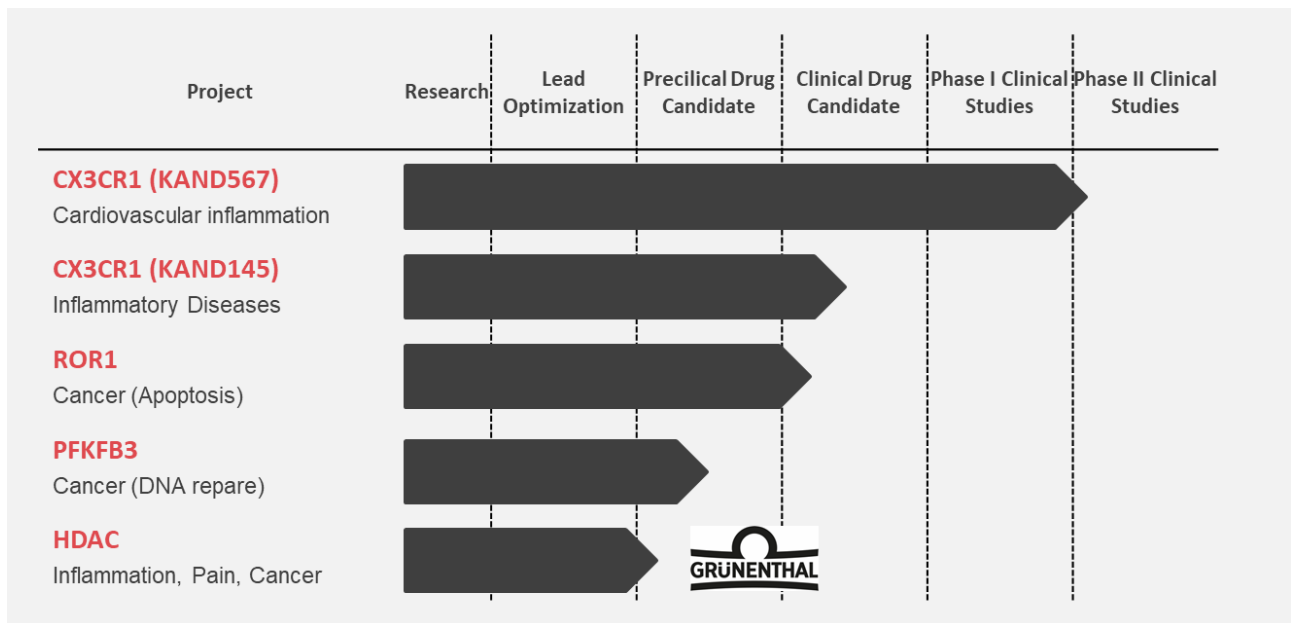 Project
Research
Lead
Optimization
Precilical Drug
Candidate
Clinical Drug
Candidate
Phase I Clinical
Studies
Phase II Clinical
Studies
CX3CR1 (KAND567)
Cardiovascular inflammation
CX3CR1 (KAND145)
Inflammatory Diseases
ROR1
Cancer (Apoptosis)
PFKFB3
Cancer (DNA repare)
HDAC
Inflammation, Pain, Cancer
GRÜNENTHAL